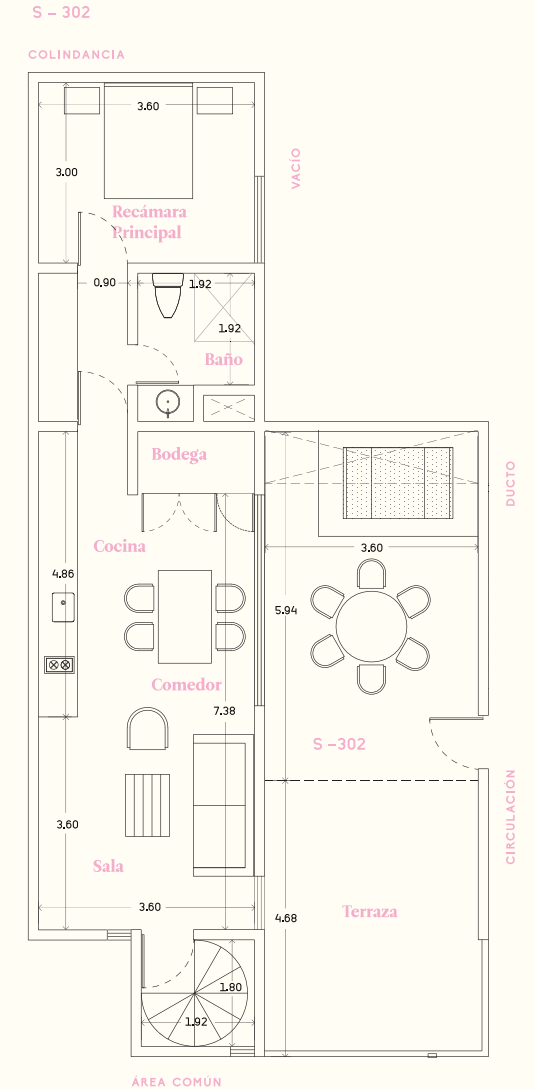 S – 302
COLINDANCIA
3.60
VACÍO
3.00
Recámara
Principal
0.90
1.92
1.92
Baño
Bodega
DUCTO
Cocina
3.60
4.86
5.94
Comedor
7.38
S –302
CIRCULACIÓN
3.60
Sala
3.60
Terraza
4.68
1.80
1.92
ÁREA COMÚN